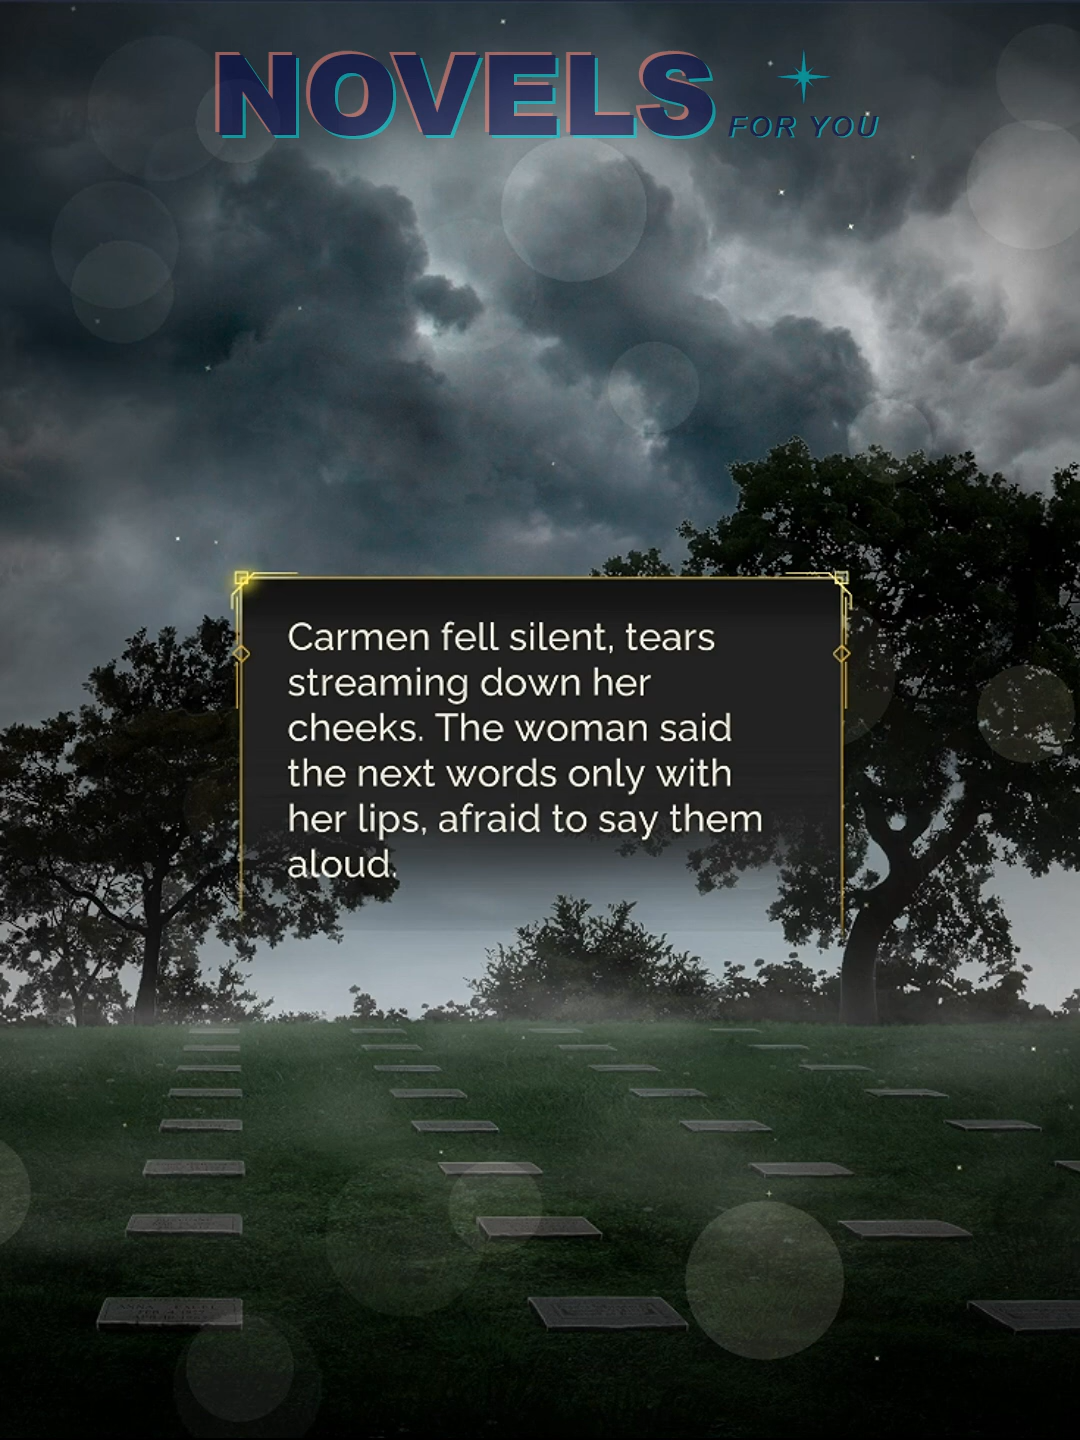 NOVELS
FOR YOU
Carmen fell silent, tears
streaming down her
cheeks. The woman said
the next words only with
her lips, afraid to say them
aloud.